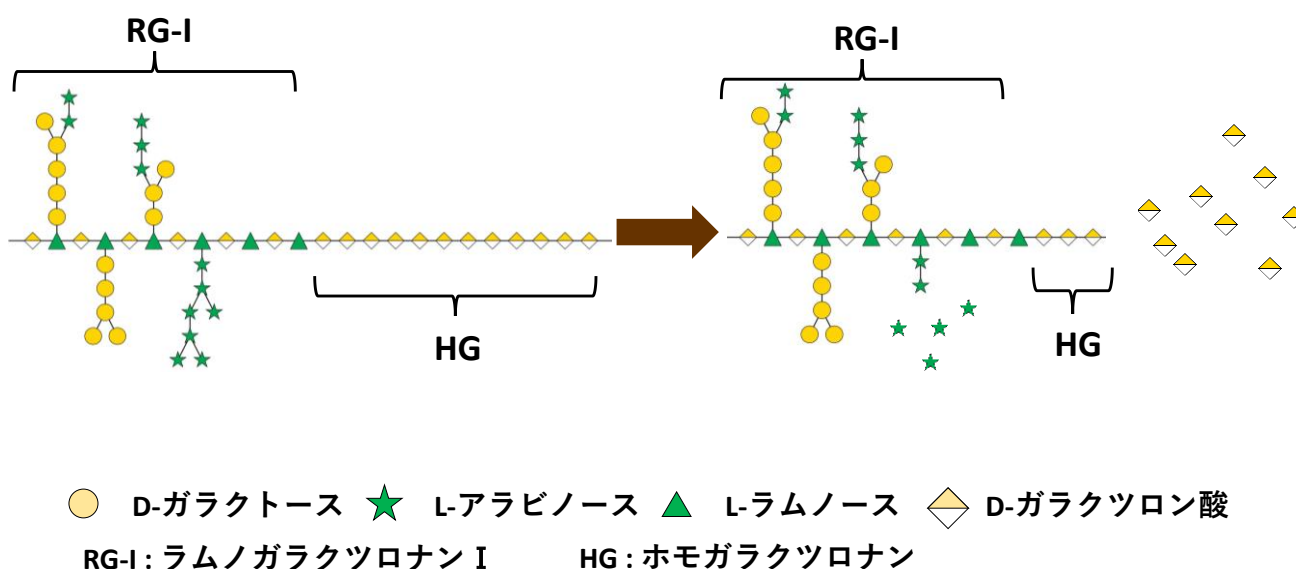 RG-I
RG-I
HG
HG
D-ガラクトース L-アラビノース L-ラムノース D-ガラクツロン酸
RG-I : ラムノガラクツロナン I HG : ホモガラクツロナン